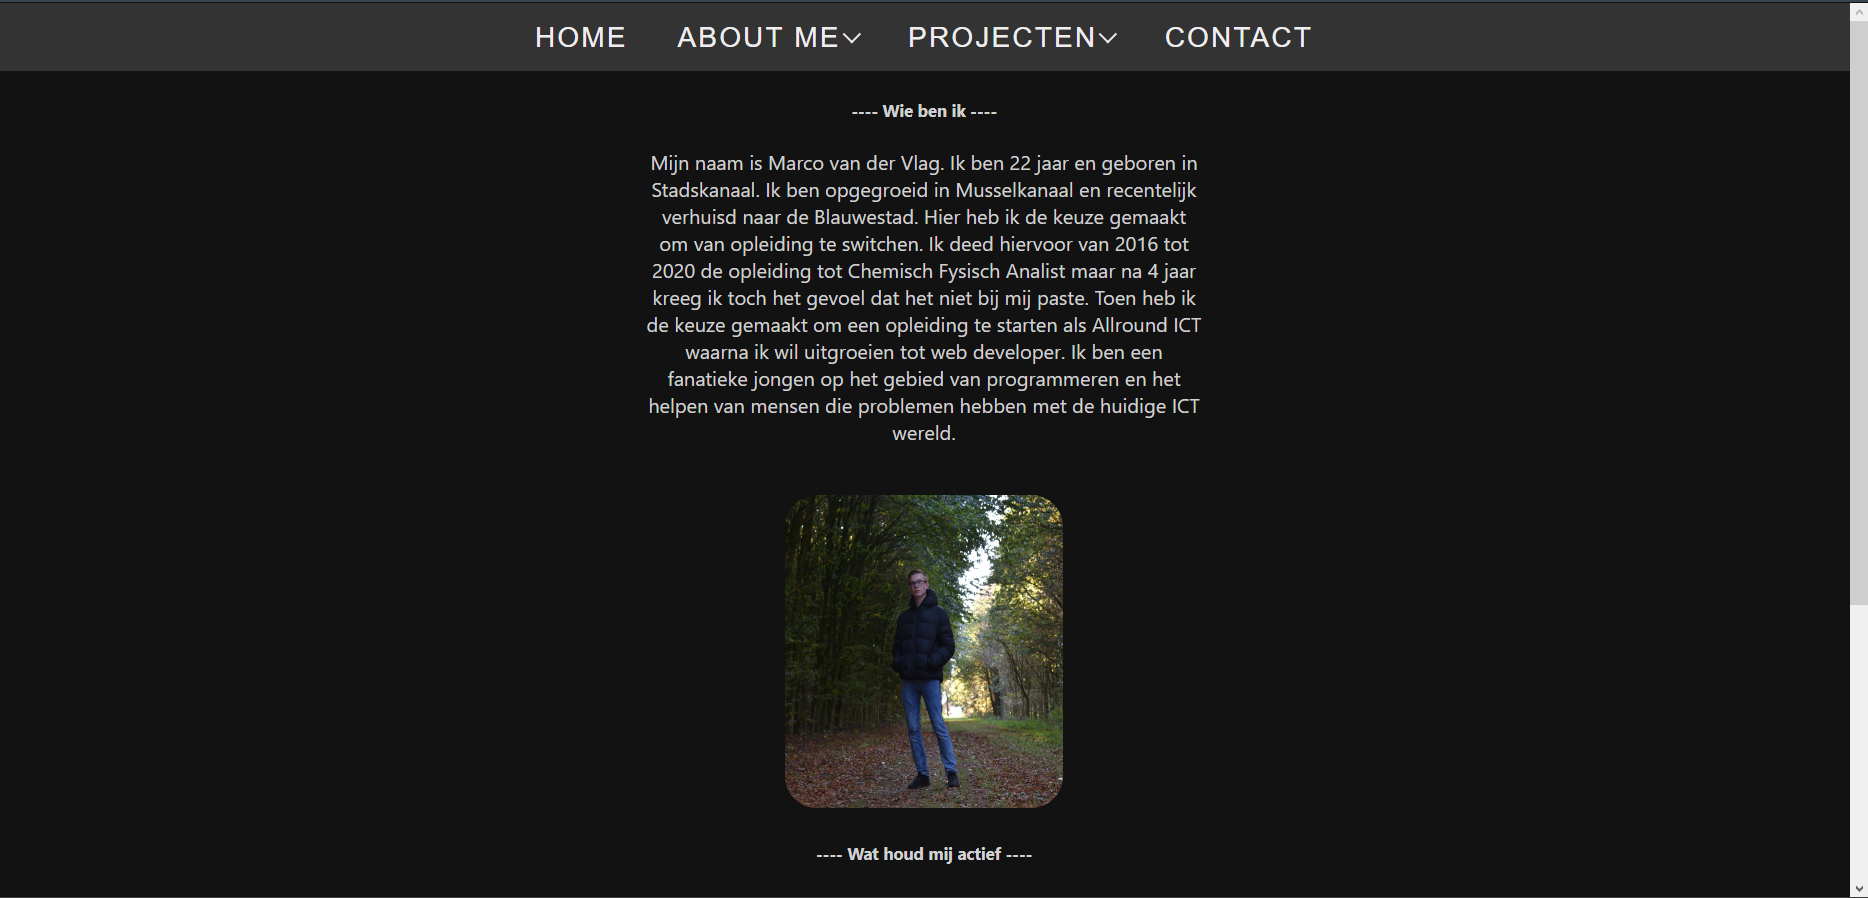 HOME ABOUT ME PROJECTEN CONTACT
---- Wie ben ik ----
Mijn naam is Marco van der Vlag. Ik ben 22 jaar en geboren in
Stadskanaal. Ik ben opgegroeid in Musselkanaal en recentelijk
verhuisd naar de Blauwestad. Hier heb ik de keuze gemaakt
om van opleiding te switchen. Ik deed hiervoor van 2016 tot
2020 de opleiding tot Chemisch Fysisch Analist maar na 4 jaar
kreeg ik toch het gevoel dat het niet bij mij paste. Toen heb ik
de keuze gemaakt om een opleiding te starten als Allround ICT
waarna ik wil uitgroeien tot web developer. Ik ben een
fanatieke jongen op het gebied van programmeren en het
helpen van mensen die problemen hebben met de huidige ICT
wereld.
---- Wat houd mij actief ----